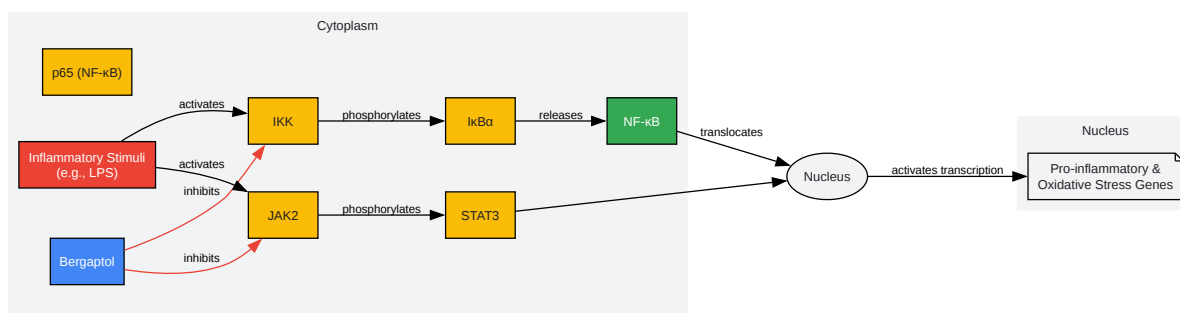 Cytoplasm
p65 (NF-κB)
activates
IKK
phosphorylates
IκBα
releases
NF-κB
translocates
Inflammatory Stimuli
(e.g., LPS)
activates
inhibits
JAK2
phosphorylates
STAT3
Bergaptol
inhibits
Nucleus
activates transcription
Nucleus
Pro-inflammatory &
Oxidative Stress Genes